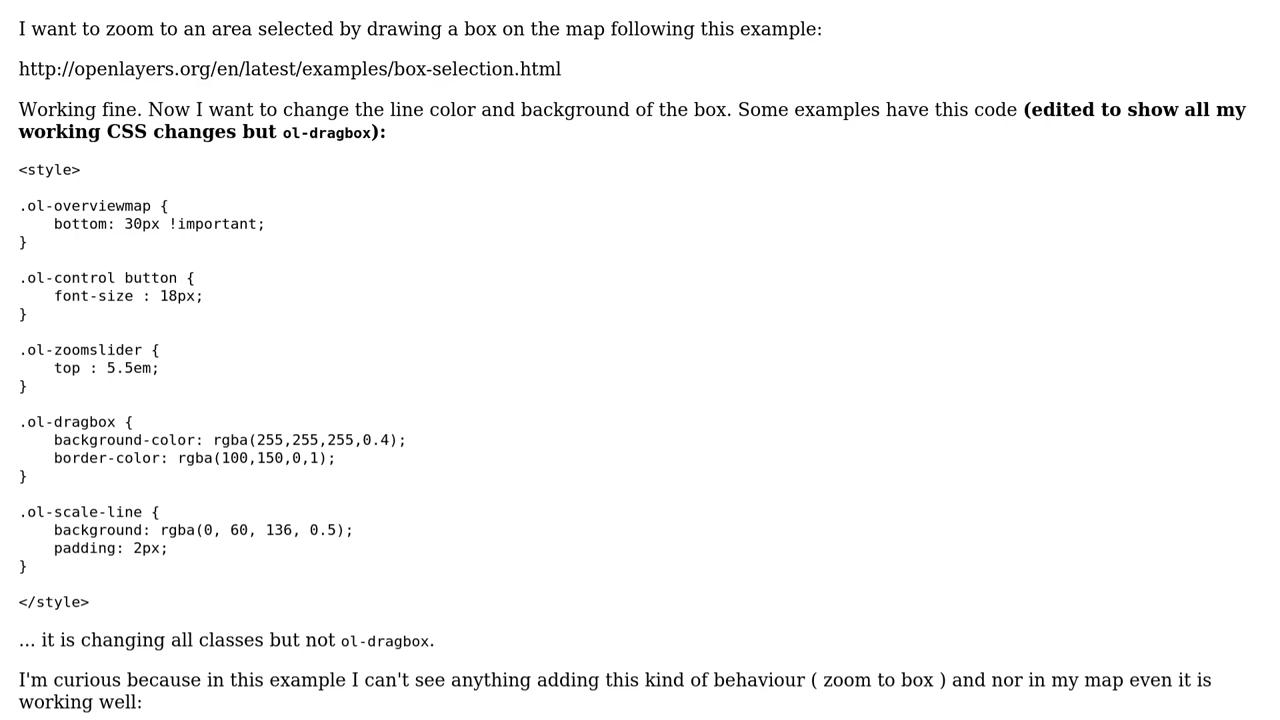 I want to zoom to an area selected by drawing a box on the map following this example:
http://openlayers.org/en/latest/examples/box-selection.html
Working fine. Now I want to change the line color and background of the box. Some examples have this code (edited to show all my
working CSS changes but ol-dragbox):
<style>
.ol-overviewmap {
    bottom: 30px !important;
}
.ol-control button {
    font-size : 18px;
}
.ol-zoomslider {
    top : 5.5em;
}
.ol-dragbox {
    background-color: rgba(255,255,255,0.4);
    border-color: rgba(100,150,0,1);
}
.ol-scale-line {
    background: rgba(0, 60, 136, 0.5);
    padding: 2px;
}
</style>
... it is changing all classes but not ol-dragbox.
I'm curious because in this example I can't see anything adding this kind of behaviour ( zoom to box ) and nor in my map even it is
working well: